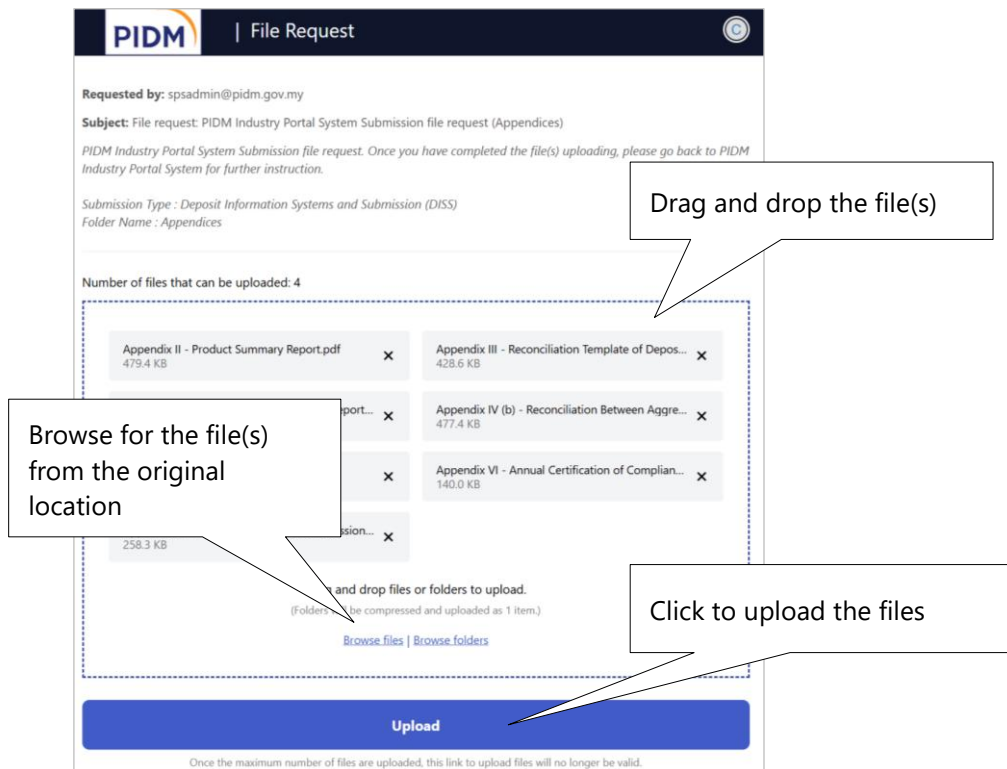 PIDM | File Request
C
Requested by: spsadmin@pidm.gov.my
Subject: File request: PIDM Industry Portal System Submission file request (Appendices)
PIDM Industry Portal System Submission file request. Once you have completed the file(s) uploading, please go back to PIDM
Industry Portal System for further instruction.
Submission Type : Deposit Information Systems and Submission (DISS)
Folder Name : Appendices
Drag and drop the file(s)
Number of files that can be uploaded: 4
Appendix II - Product Summary Report.pdf
479.4 KB
Appendix III - Reconciliation Template of Depos...
428.6 KB
Appendix IV (b) - Reconciliation Between Aggre...
477.4 KB
Browse for the file(s)
from the original
location
Appendix VI - Annual Certification of Complian...
140.0 KB
258.3 KB
and drop files or folders to upload.
(Folders be compressed and uploaded as 1 item.)
Browse files | Browse folders
Click to upload the files
Upload
Once the maximum number of files are uploaded, this link to upload files will no longer be valid.